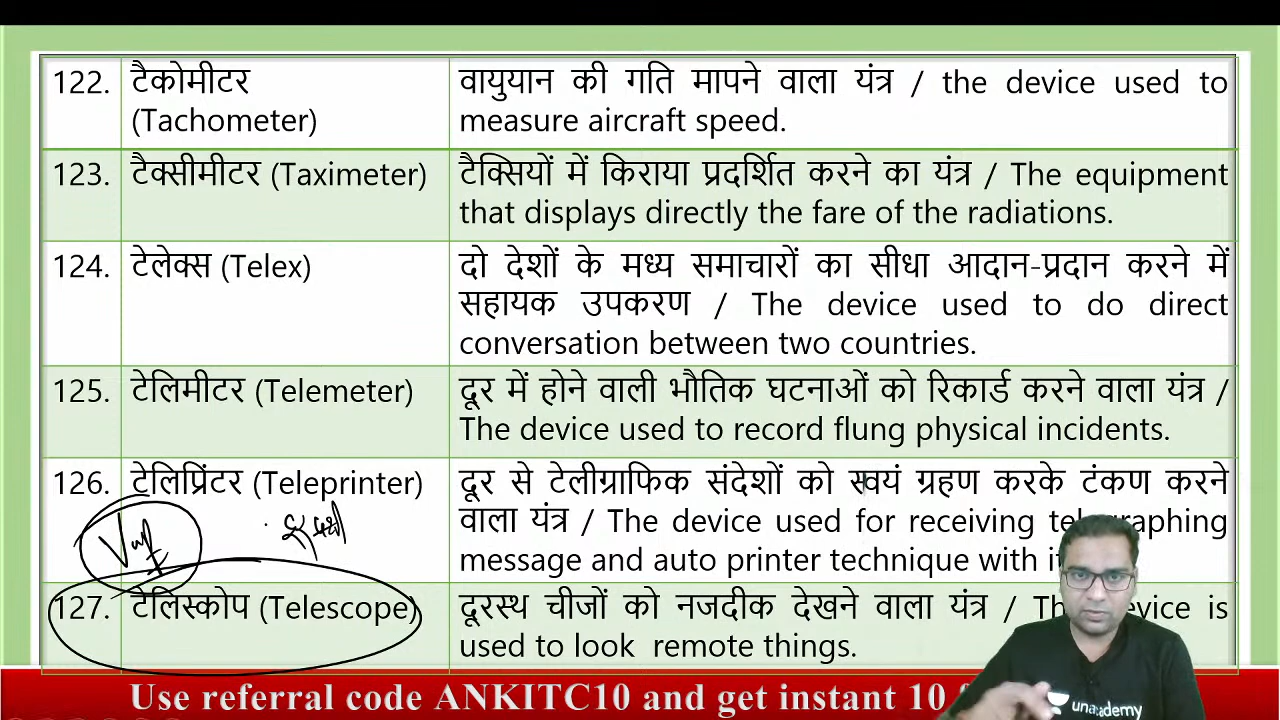 122. टैकोमीटर वायुयान की गति मापने वाला यंत्र / the device used to
(Tachometer) measure aircraft speed.
123. टैक्सीमीटर (Taximeter) टैक्सियों में किराया प्रदर्शित करने का यंत्र / The equipment
that displays directly the fare of the radiations.
124. टेलेक्स (Telex) दो देशों के मध्य समाचारों का सीधा आदान-प्रदान करने में
सहायक उपकरण / The device used to do direct
conversation between two countries.
125. टेलिमीटर (Telemeter) दूर में होने वाली भौतिक घटनाओं को रिकार्ड करने वाला यंत्र /
The device used to record flung physical incidents.
126. टेलिप्रिंटर (Teleprinter) दूर से टेलीग्राफिक संदेशों को स्वयं ग्रहण करके टंकण करने
वाला यंत्र / The device used for receiving telegraphing
message and auto printer technique with
127. टेलिस्कोप (Telescope) दूरस्थ चीजों को नजदीक देखने वाला यंत्र / The device is
used to look remote things.
Use referral code ANKITC10 and get instant 10
unacademy